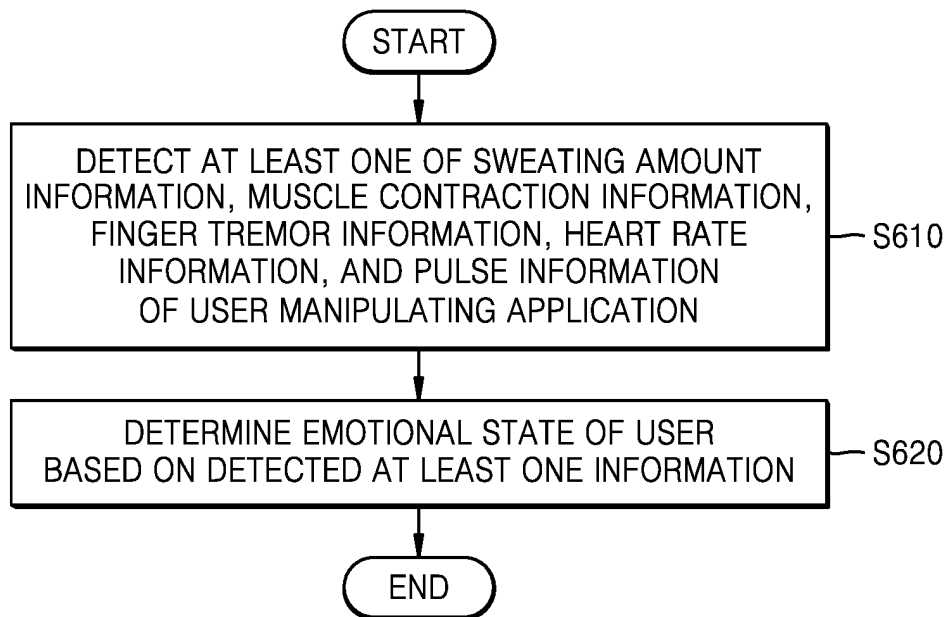 START
DETECT AT LEAST ONE OF SWEATING AMOUNT
INFORMATION, MUSCLE CONTRACTION INFORMATION,
FINGER TREMOR INFORMATION, HEART RATE
INFORMATION, AND PULSE INFORMATION
OF USER MANIPULATING APPLICATION
S610
DETERMINE EMOTIONAL STATE OF USER
BASED ON DETECTED AT LEAST ONE INFORMATION
S620
END